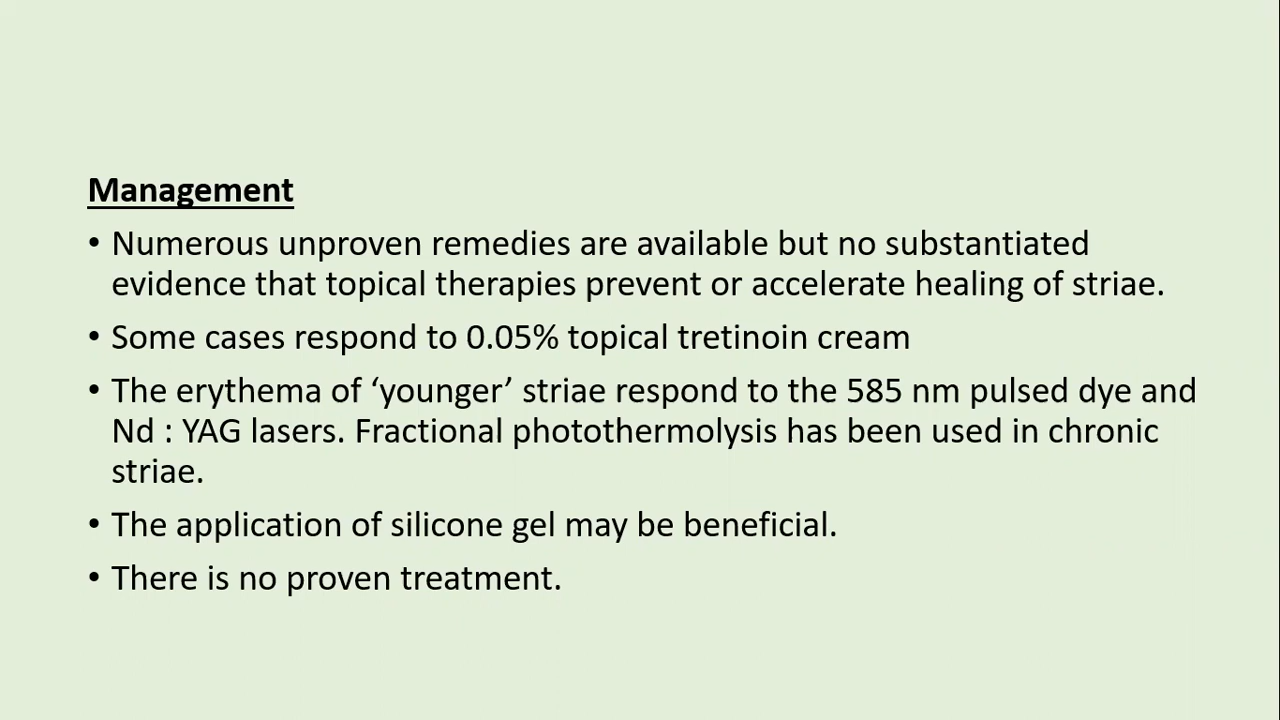 Management
• Numerous unproven remedies are available but no substantiated
evidence that topical therapies prevent or accelerate healing of striae.
• Some cases respond to 0.05% topical tretinoin cream
• The erythema of ‘younger’ striae respond to the 585 nm pulsed dye and
Nd : YAG lasers. Fractional photothermolysis has been used in chronic
striae.
• The application of silicone gel may be beneficial.
• There is no proven treatment.